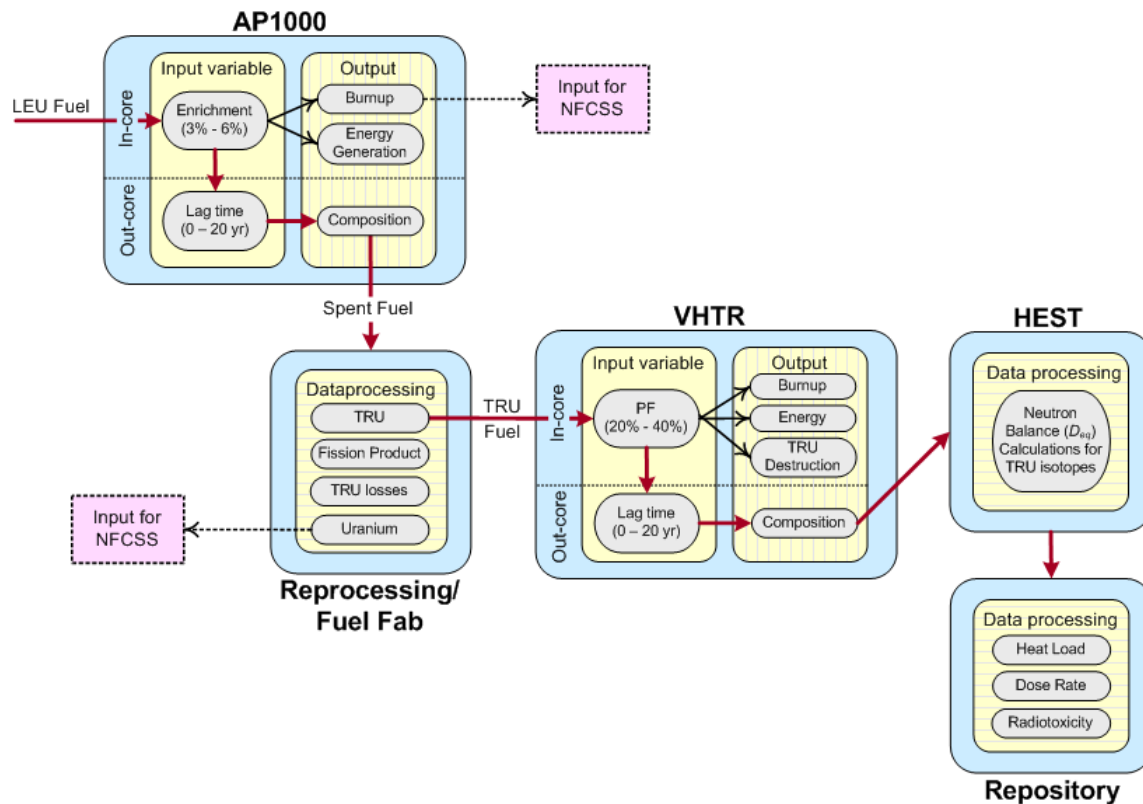 AP1000
LEU Fuel
In-core
Out-core
Input variable
Enrichment
(3% - 6%)
Lag time
(0 – 20 yr)
Output
Burnup
Energy
Generation
Composition
Input for
NFCSS
Spent Fuel
Dataprocessing
TRU
Fission Product
TRU losses
Uranium
Reprocessing/
Fuel Fab
Input for
NFCSS
TRU
Fuel
VHTR
In-core
Out-core
Input variable
PF
(20% - 40%)
Lag time
(0 – 20 yr)
Output
Burnup
Energy
TRU
Destruction
Composition
HEST
Data processing
Neutron
Balance (Deq)
Calculations for
TRU isotopes
Data processing
Heat Load
Dose Rate
Radiotoxicity
Repository